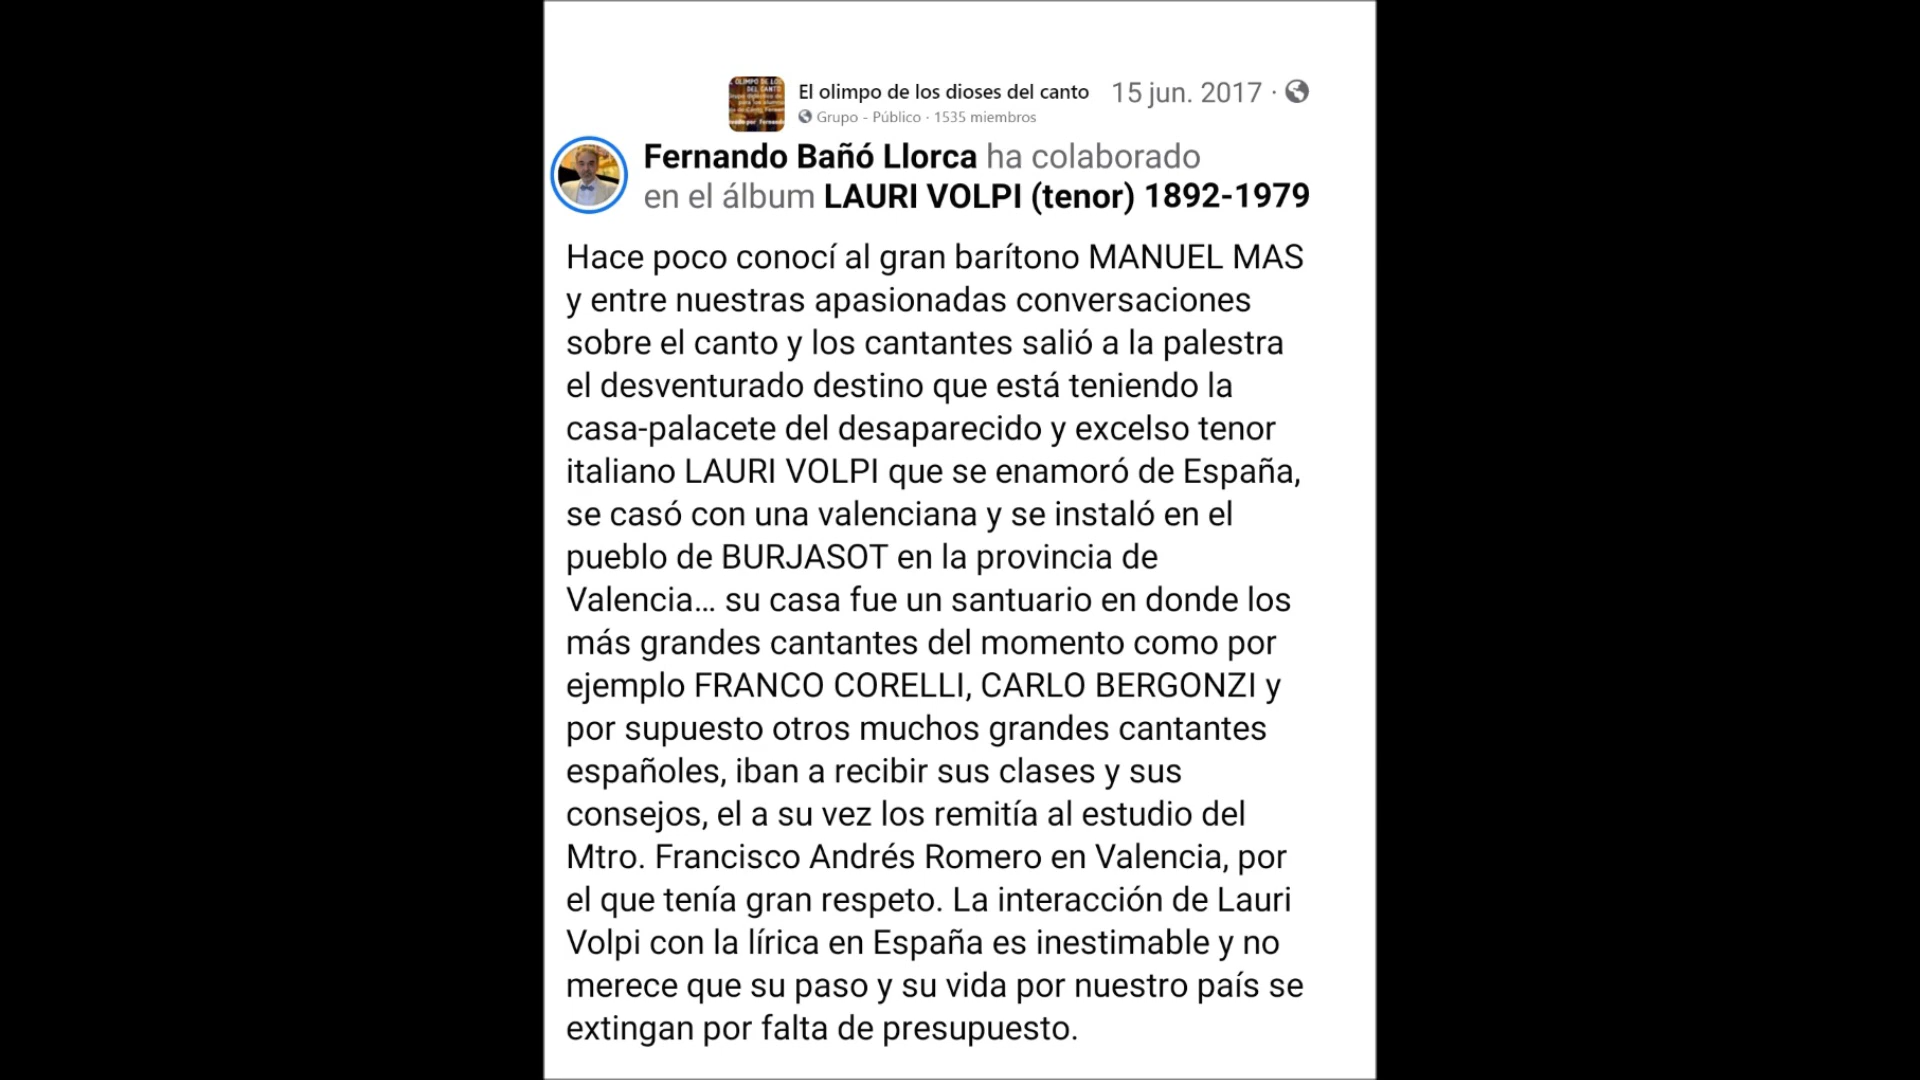 El olimpo de los dioses del canto 15 jun. 2017 ·
Grupo - Público · 1535 miembros
Fernando Bañó Llorca ha colaborado
en el álbum LAURI VOLPI (tenor) 1892-1979
Hace poco conocí al gran barítono MANUEL MAS
y entre nuestras apasionadas conversaciones
sobre el canto y los cantantes salió a la palestra
el desventurado destino que está teniendo la
casa-palacete del desaparecido y excelso tenor
italiano LAURI VOLPI que se enamoró de España,
se casó con una valenciana y se instaló en el
pueblo de BURJASOT en la provincia de
Valencia... su casa fue un santuario en donde los
más grandes cantantes del momento como por
ejemplo FRANCO CORELLI, CARLO BERGONZI y
por supuesto otros muchos grandes cantantes
españoles, iban a recibir sus clases y sus
consejos, el a su vez los remitía al estudio del
Mtro. Francisco Andrés Romero en Valencia, por
el que tenía gran respeto. La interacción de Lauri
Volpi con la lírica en España es inestimable y no
merece que su paso y su vida por nuestro país se
extingan por falta de presupuesto.